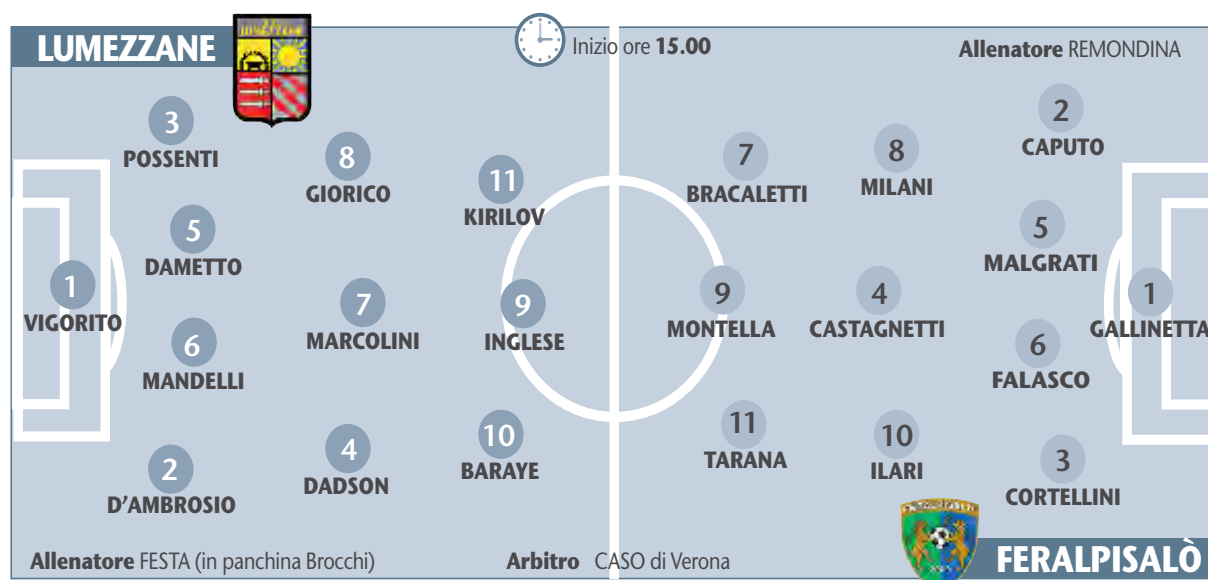 LUMEZZANE
Inizio ore 15.00
Allenatore REMONDINA
3
POSSENTI
8
GIORICO
11
KIRILOV
5
DAMETTO
1
VIGORITO
7
MARCOLINI
9
INGLESE
6
MANDELLI
2
D'AMBROSIO
4
DADSON
10
BARAYE
7
BRACALETTI
8
MILANI
2
CAPUTO
5
MALGRATI
9
MONTELLA
4
CASTAGNETTI
1
GALLINETTA
6
FALASCO
11
TARANA
10
ILARI
3
CORTELLINI
Allenatore FESTA (in panchina Brocchi)
Arbitro CASO di Verona
FERALPISALÒ